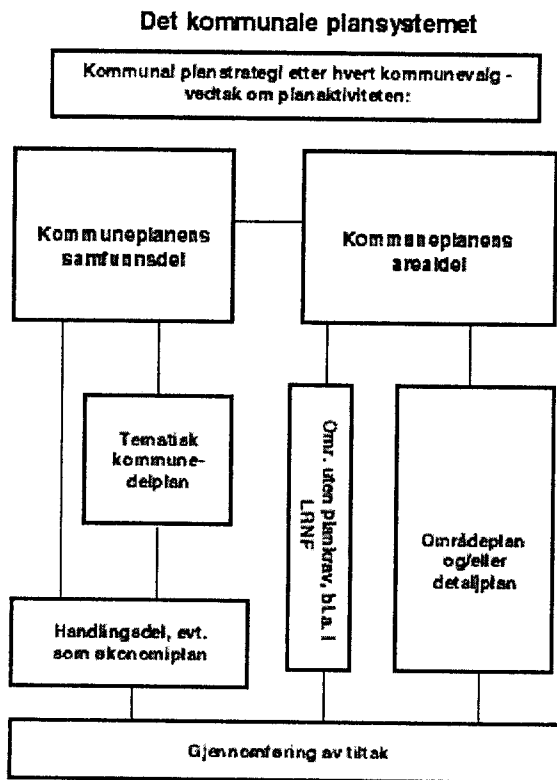 Det kommunale plansystemet
Kommunal planstrategi etter hvert kommunevalg -
vedtak om planaktiviteten:
Kommuneplanens
samfunnsdel
Kommuneplanens
arealdel
Tematisk
kommune-
delplan
Omr. uten plankrav, bl.a. i
LRNF
Områdeplan
og/eller
detaljplan
Handlingsdel, evt.
som økonomiplan
Gjennomføring av tiltak